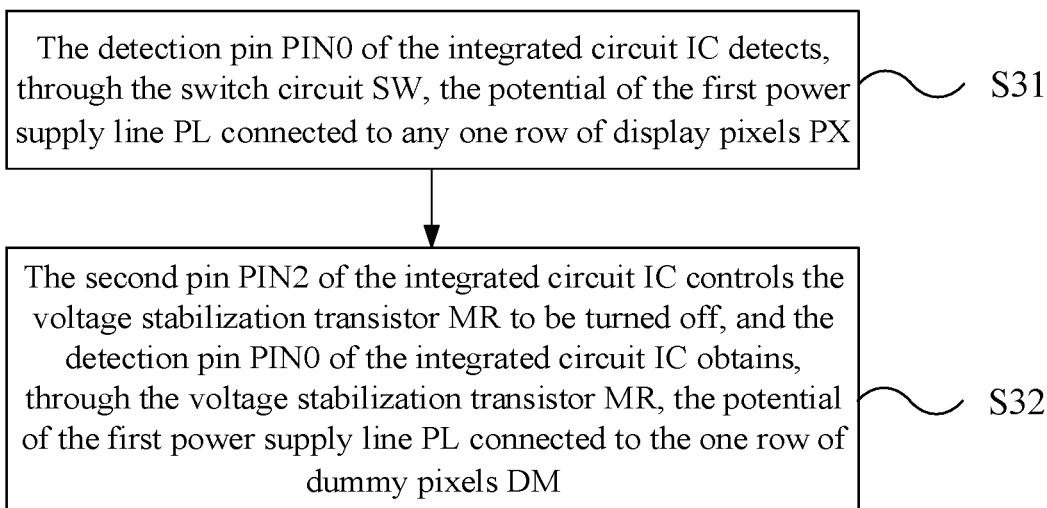 The detection pin PIN0 of the integrated circuit IC detects,
through the switch circuit SW, the potential of the first power
supply line PL connected to any one row of display pixels PX
S31
The second pin PIN2 of the integrated circuit IC controls the
voltage stabilization transistor MR to be turned off, and the
detection pin PIN0 of the integrated circuit IC obtains,
through the voltage stabilization transistor MR, the potential
of the first power supply line PL connected to the one row of
dummy pixels DM
S32